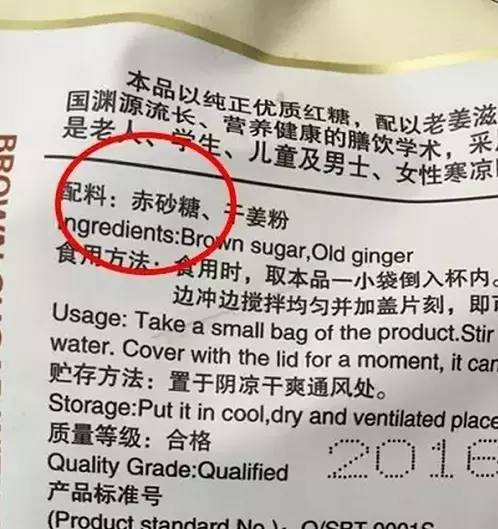 本品以纯正优质红糖，配以老姜滋
国渊源流长、营养健康的膳饮学术，采
是老人、学生、儿童及男士、女性寒凉
配料：赤砂糖、干姜粉
Ingredients:Brown sugar,Old ginger
食用方法：食用时，取本品一小袋倒入杯内。
边冲边搅拌均匀并加盖片刻，即可
Usage: Take a small bag of the product.Stir
water. Cover with the lid for a moment, it can
贮存方法：置于阴凉干爽通风处。
Storage:Put it in cool,dry and ventilated place
质量等级：合格
Quality Grade:Qualified
2016
产品标准号
(Product standard No.): Q/SPT 0001S
BROWN